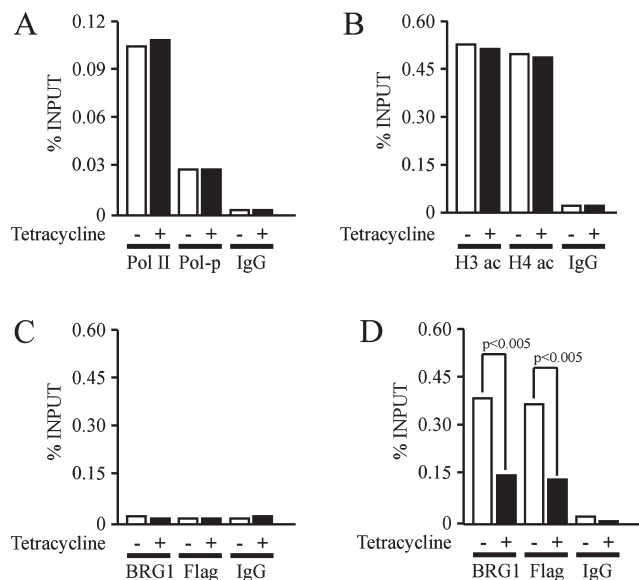 A
% INPUT
0.12
0.09
0.06
0.03
0
Tetracycline - + - + - +
Pol II Pol-p IgG
B
% INPUT
0.60
0.45
0.30
0.15
0
Tetracycline - + - + - +
H3 ac H4 ac IgG
C
% INPUT
0.60
0.45
0.30
0.15
0
Tetracycline - + - + - +
BRG1 Flag IgG
D
% INPUT
0.60
0.45
0.30
0.15
0
p<0.005
p<0.005
Tetracycline - + - + - +
BRG1 Flag IgG